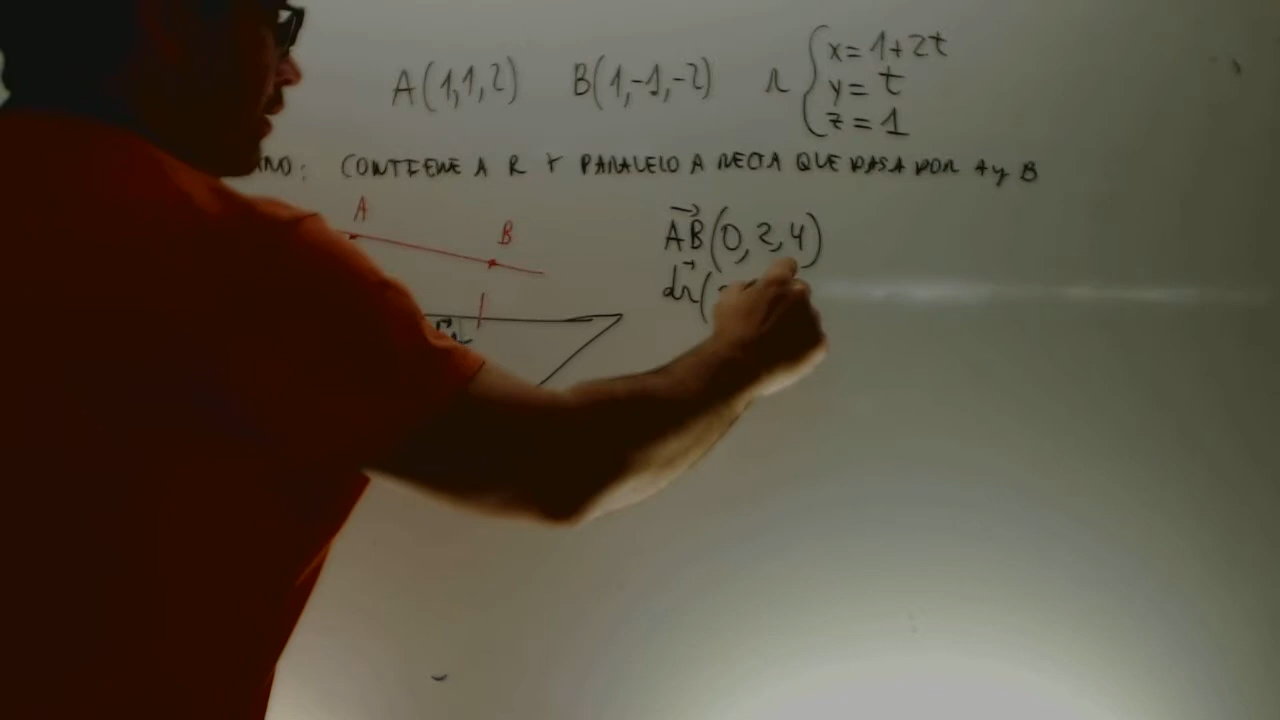 A(1,1,2) B(1,-1,-2) r { x=1+2t
y=t
z=1
CONTIENE A R Y PARALELO A RECTA QUE PASA POR A y B
A
B
AB(0,2,4)
dr(